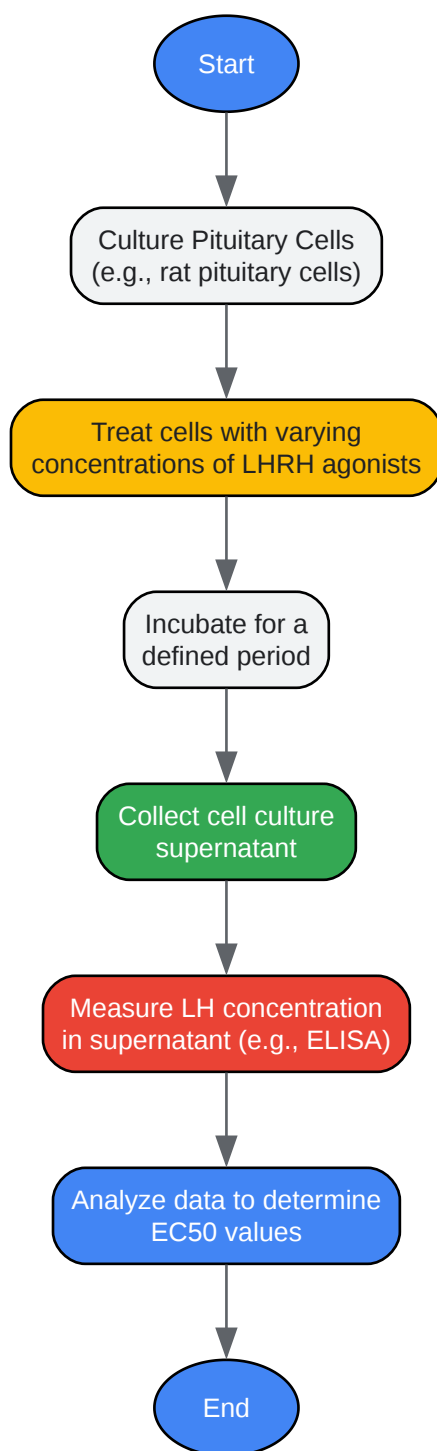 Start
Culture Pituitary Cells
(e.g., rat pituitary cells)
Treat cells with varying
concentrations of LHRH agonists
Incubate for a
defined period
Collect cell culture
supernatant
Measure LH concentration
in supernatant (e.g., ELISA)
Analyze data to determine
EC50 values
End